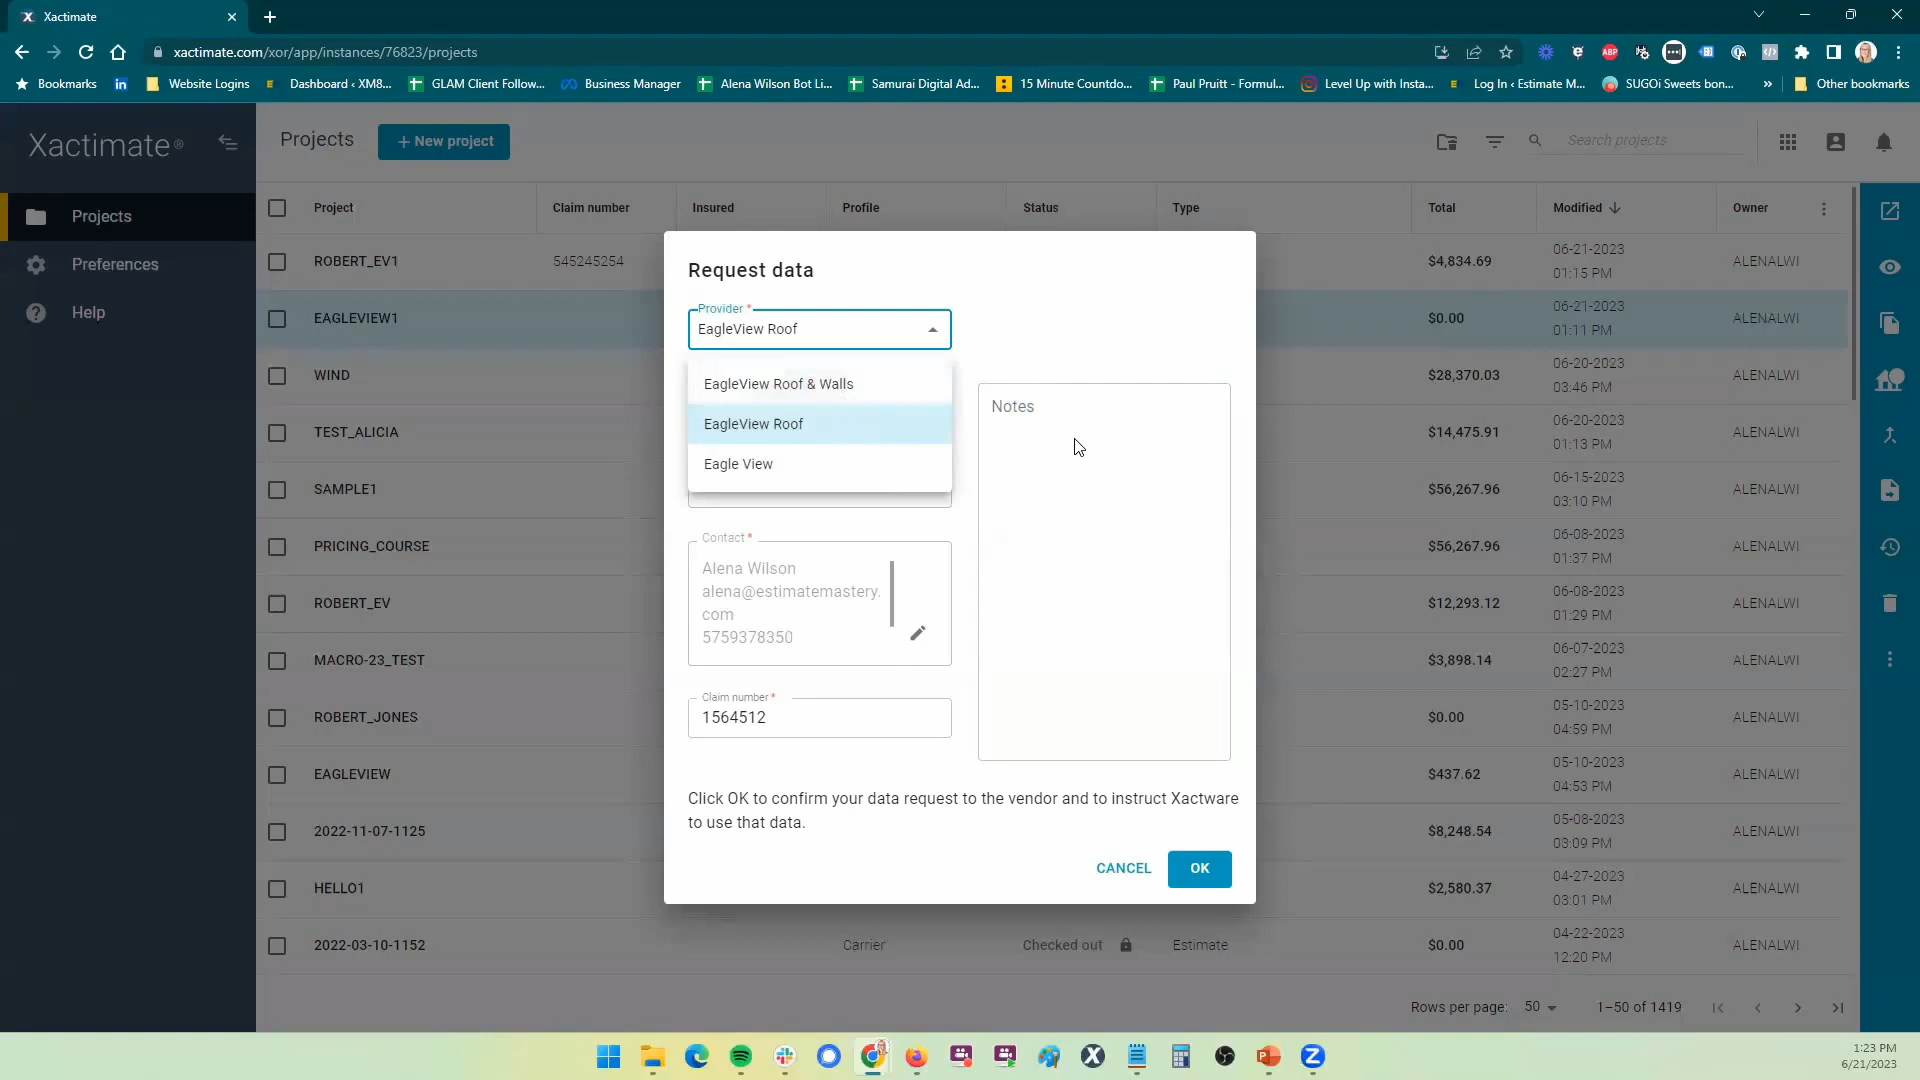 Xactimate
xactimate.com/xor/app/instances/76823/projects
Bookmarks
Website Logins
Dashboard ‹ XM8...
GLAM Client Follow...
Business Manager
Alena Wilson Bot Li...
Samurai Digital Ad...
15 Minute Countdo...
Paul Pruitt - Formul...
Level Up with Insta...
Log In ‹ Estimate M...
SUGOi Sweets bon...
»
Other bookmarks
Xactimate®
Projects
+ New project
Search projects
Projects
Preferences
Help
Project Claim number Insured Profile Status Type Total Modified Owner
ROBERT_EV1 545245254 $4,834.69 06-21-2023 01:15 PM ALENALWI
EAGLEVIEW1 $0.00 06-21-2023 01:11 PM ALENALWI
WIND $28,370.03 06-20-2023 03:46 PM ALENALWI
TEST_ALICIA $14,475.91 06-20-2023 01:13 PM ALENALWI
SAMPLE1 $56,267.96 06-15-2023 03:10 PM ALENALWI
PRICING_COURSE $56,267.96 06-08-2023 01:37 PM ALENALWI
ROBERT_EV $12,293.12 06-08-2023 01:29 PM ALENALWI
MACRO-23_TEST $3,898.14 06-07-2023 02:27 PM ALENALWI
ROBERT_JONES $0.00 05-10-2023 04:59 PM ALENALWI
EAGLEVIEW $437.62 05-10-2023 04:53 PM ALENALWI
2022-11-07-1125 $8,248.54 05-08-2023 03:09 PM ALENALWI
HELLO1 $2,580.37 04-27-2023 03:01 PM ALENALWI
2022-03-10-1152 Carrier Checked out Estimate $0.00 04-22-2023 12:20 PM ALENALWI
Rows per page: 50 1–50 of 1419
Request data
Provider *
EagleView Roof
EagleView Roof & Walls
EagleView Roof
Eagle View
Notes
Contact *
Alena Wilson
alena@estimatemastery.
com
5759378350
Claim number *
1564512
Click OK to confirm your data request to the vendor and to instruct Xactware
to use that data.
CANCEL
OK
1:23 PM
6/21/2023